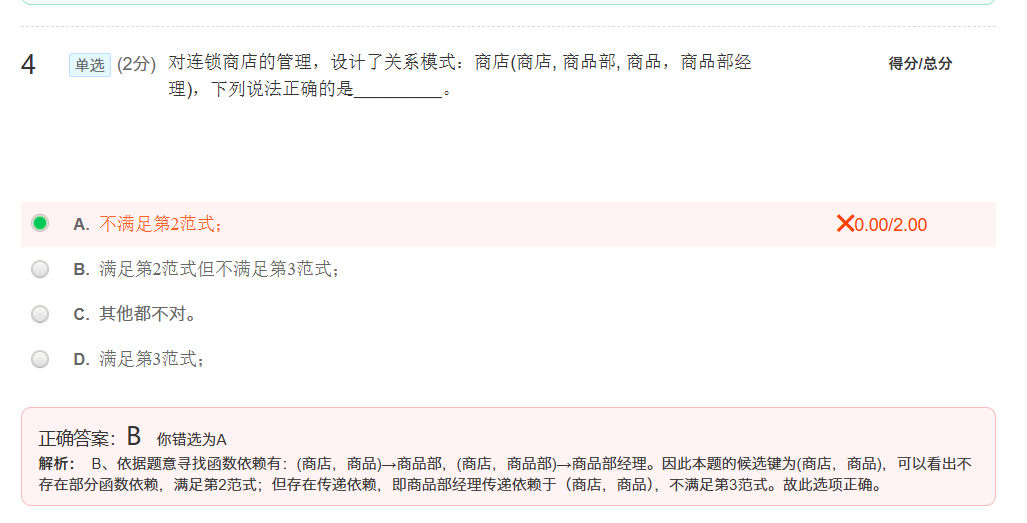 4 单选 (2分) 对连锁商店的管理，设计了关系模式：商店(商店, 商品部, 商品，商品部经 得分/总分
理)，下列说法正确的是_________。
A. 不满足第2范式； ✕0.00/2.00
B. 满足第2范式但不满足第3范式；
C. 其他都不对。
D. 满足第3范式；
正确答案：B 你错选为A
解析： B、依据题意寻找函数依赖有：(商店，商品)→商品部，(商店，商品部)→商品部经理。因此本题的候选键为(商店，商品)，可以看出不
存在部分函数依赖，满足第2范式；但存在传递依赖，即商品部经理传递依赖于（商店，商品），不满足第3范式。故此选项正确。